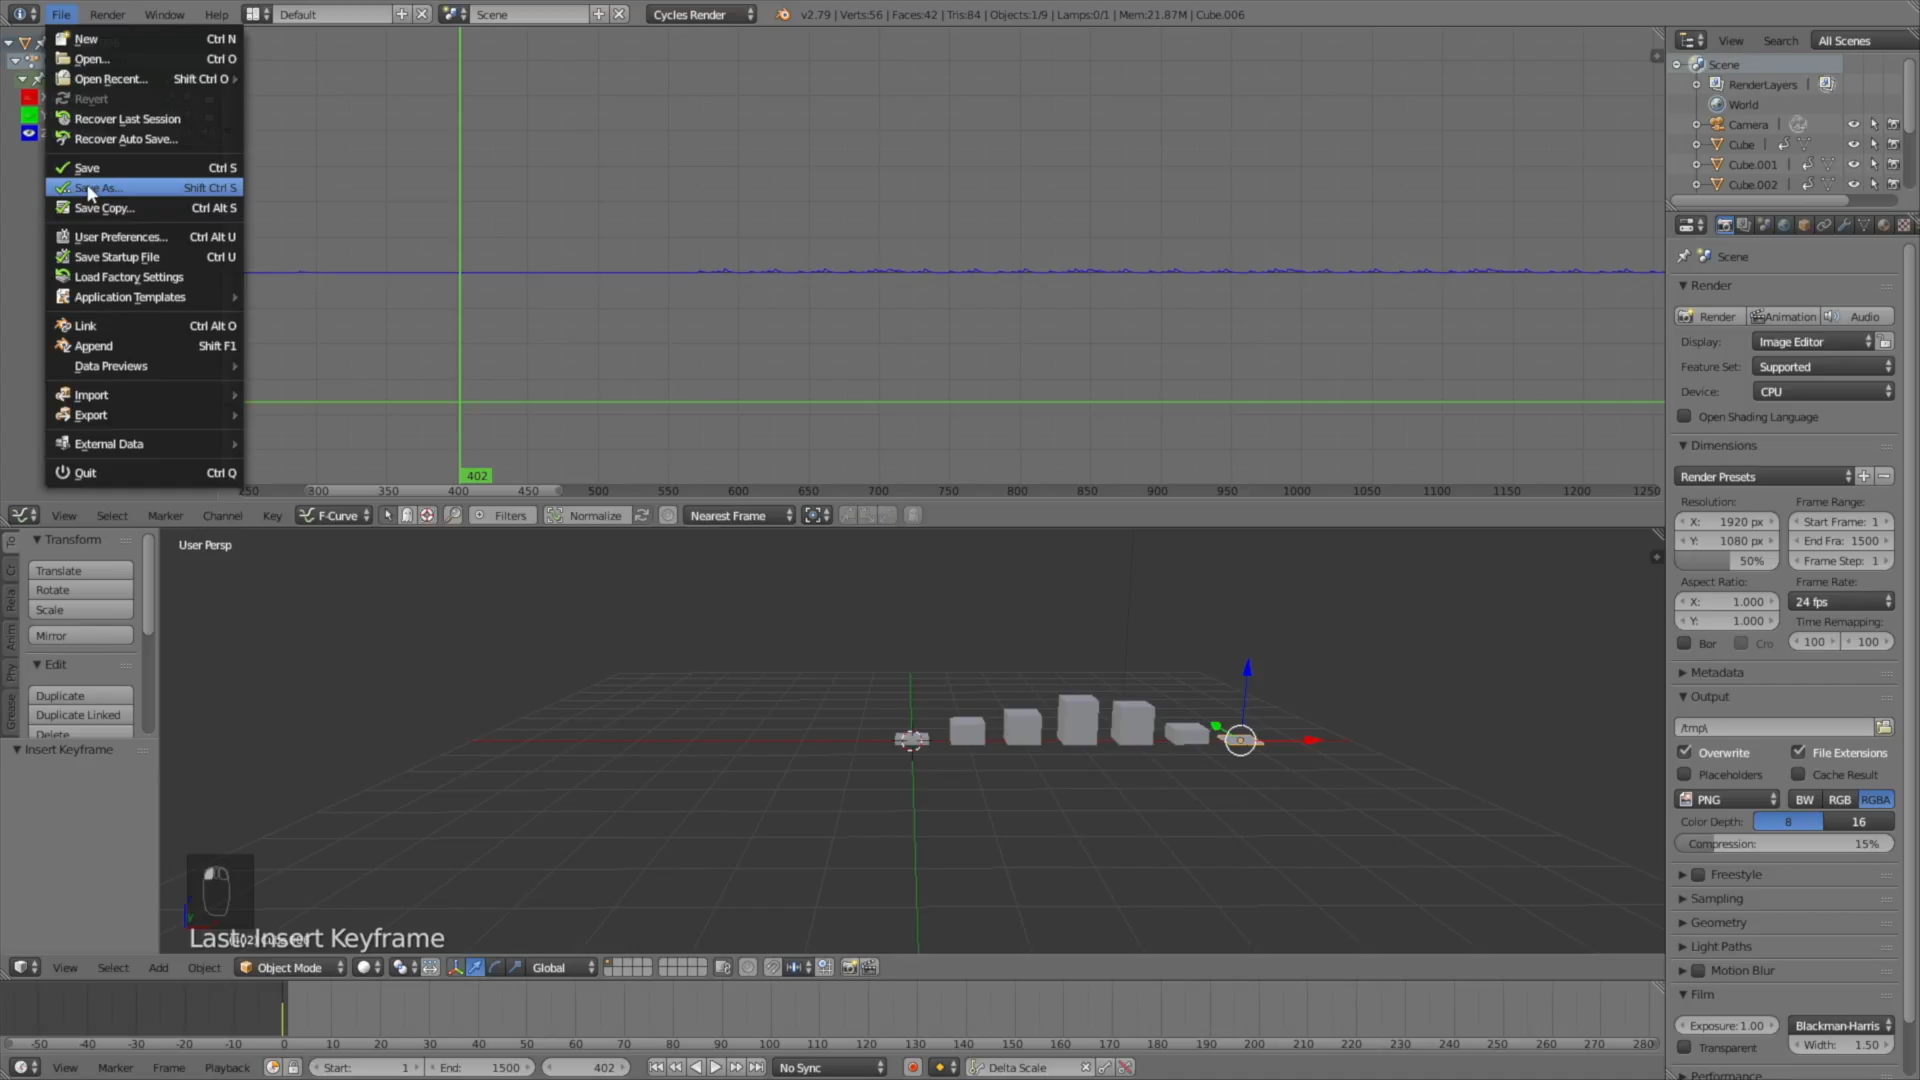 File Render Window Help Default Scene Cycles Render v2.79 | Verts:56 | Faces:42 | Tris:84 | Objects:1/9 | Lamps:0/1 | Mem:21.87M | Cube.006
New Ctrl N
Open... Ctrl O
Open Recent... Shift Ctrl O
Revert
Recover Last Session
Recover Auto Save...
Save Ctrl S
Save As... Shift Ctrl S
Save Copy... Ctrl Alt S
User Preferences... Ctrl Alt U
Save Startup File Ctrl U
Load Factory Settings
Application Templates
Link Ctrl Alt O
Append Shift F1
Data Previews
Import
Export
External Data
Quit Ctrl Q
402
250 300 350 400 450 500 550 600 650 700 750 800 850 900 950 1000 1050 1100 1150 1200 1250
View Select Marker Channel Key F-Curve Filters Normalize Nearest Frame
Transform
Translate
Rotate
Scale
Mirror
Edit
Duplicate
Duplicate Linked
Delete
Insert Keyframe
To
Cr
Rela
Anim
Phy
Grease
User Persp
Last: Insert Keyframe
View Select Add Object Object Mode Global
-50 -40 -30 -20 -10 0 10 20 30 40 50 60 70 80 90 100 110 120 130 140 150 160 170 180 190 200 210 220 230 240 250 260 270 280
View Marker Frame Playback Start: 1 End: 1500 402 No Sync Delta Scale
View Search All Scenes
Scene
RenderLayers |
World
Camera |
Cube |
Cube.001 |
Cube.002 |
Scene
Render
Render Animation Audio
Display: Image Editor
Feature Set: Supported
Device: CPU
Open Shading Language
Dimensions
Render Presets
Resolution: Frame Range:
X: 1920 px Start Frame: 1
Y: 1080 px End Fra: 1500
50% Frame Step: 1
Aspect Ratio: Frame Rate:
X: 1.000 24 fps
Y: 1.000 Time Remapping:
Bor Cro 100 100
Metadata
Output
/tmp\
Overwrite File Extensions
Placeholders Cache Result
PNG BW RGB RGBA
Color Depth: 8 16
Compression: 15%
Freestyle
Sampling
Geometry
Light Paths
Motion Blur
Film
Exposure: 1.00 Blackman-Harris
Transparent Width: 1.50
Performance